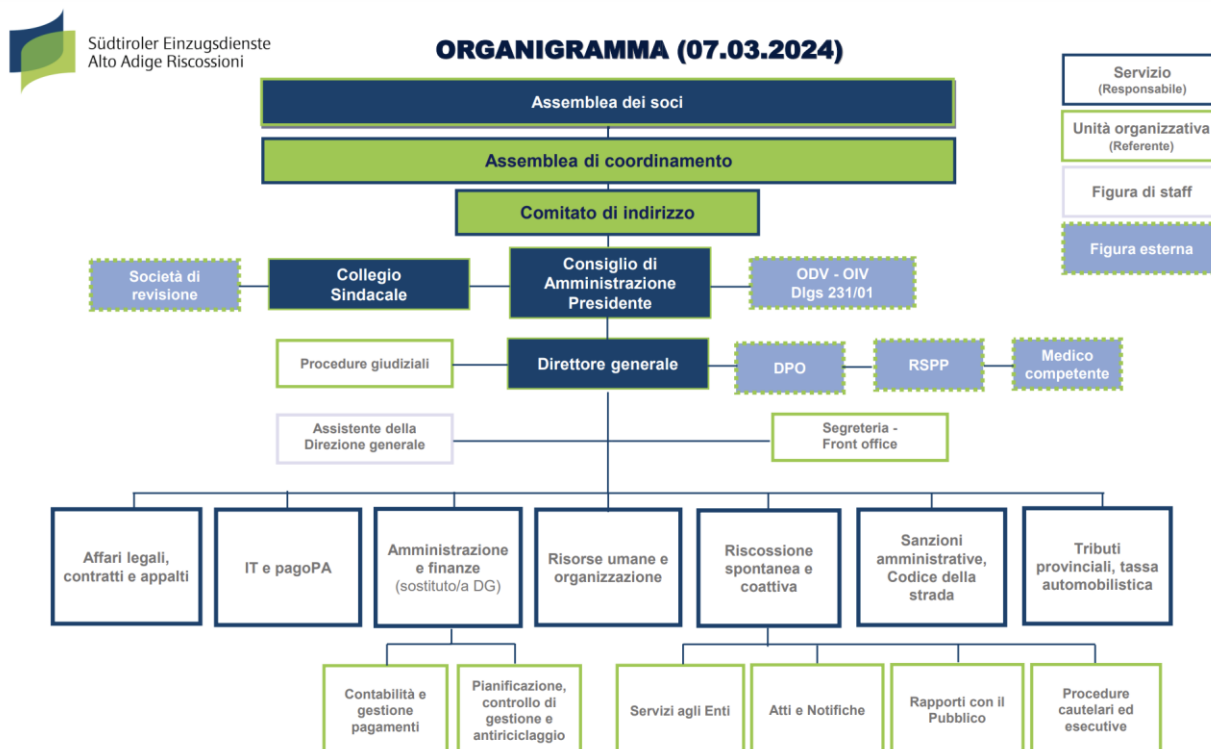 Südtiroler Einzugsdienste
Alto Adige Riscossioni
ORGANIGRAMMA (07.03.2024)
Servizio
(Responsabile)
Unità organizzativa
(Referente)
Figura di staff
Figura esterna
Assemblea dei soci
Assemblea di coordinamento
Comitato di indirizzo
Società di
revisione
Collegio
Sindacale
Consiglio di
Amministrazione
Presidente
ODV - OIV
Dlgs 231/01
Procedure giudiziali
Direttore generale
DPO
RSPP
Medico
competente
Assistente della
Direzione generale
Segreteria -
Front office
Affari legali,
contratti e appalti
IT e pagoPA
Amministrazione
e finanze
(sostituto/a DG)
Risorse umane e
organizzazione
Riscossione
spontanea e
coattiva
Sanzioni
amministrative,
Codice della
strada
Tributi
provinciali, tassa
automobilistica
Contabilità e
gestione
pagamenti
Pianificazione,
controllo di
gestione e
antiriciclaggio
Servizi agli Enti
Atti e Notifiche
Rapporti con il
Pubblico
Procedure
cautelari ed
esecutive